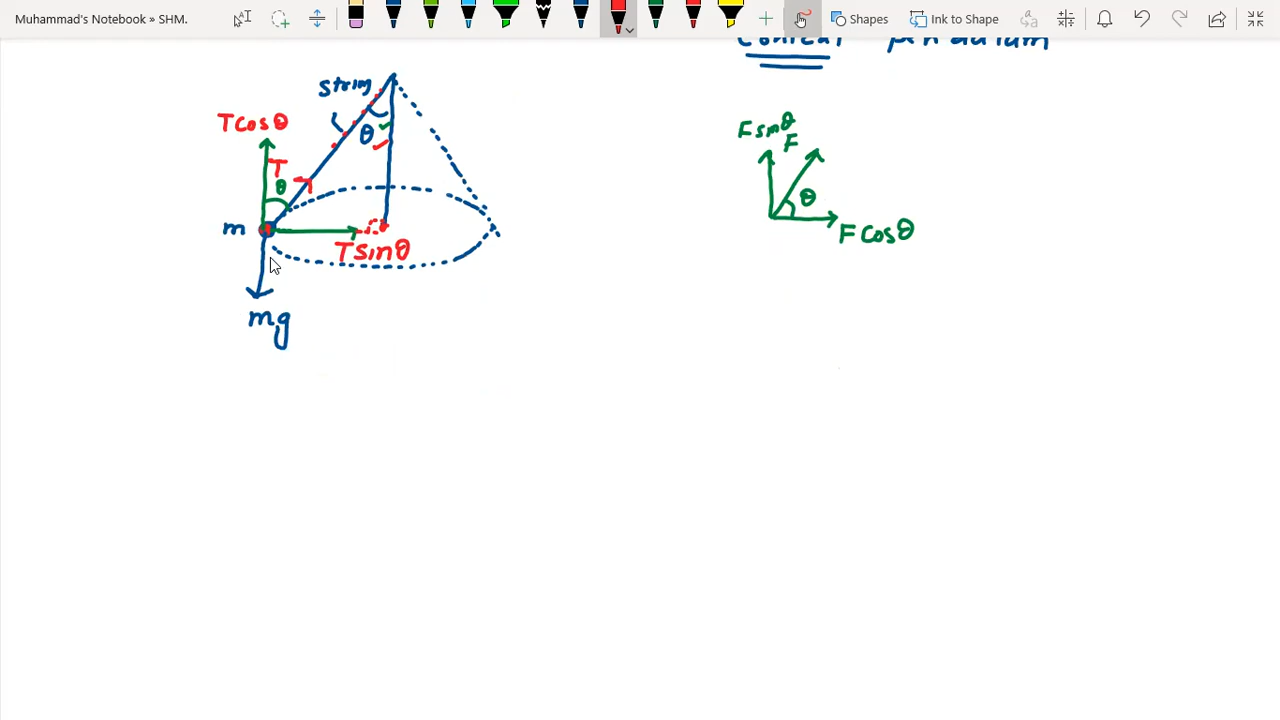 Muhammad's Notebook » SHM.
Shapes
Ink to Shape
Conical pendulum
string
Tcosθ
θ
T
θ
m
Tsinθ
mg
Fsinθ
F
θ
FCosθ